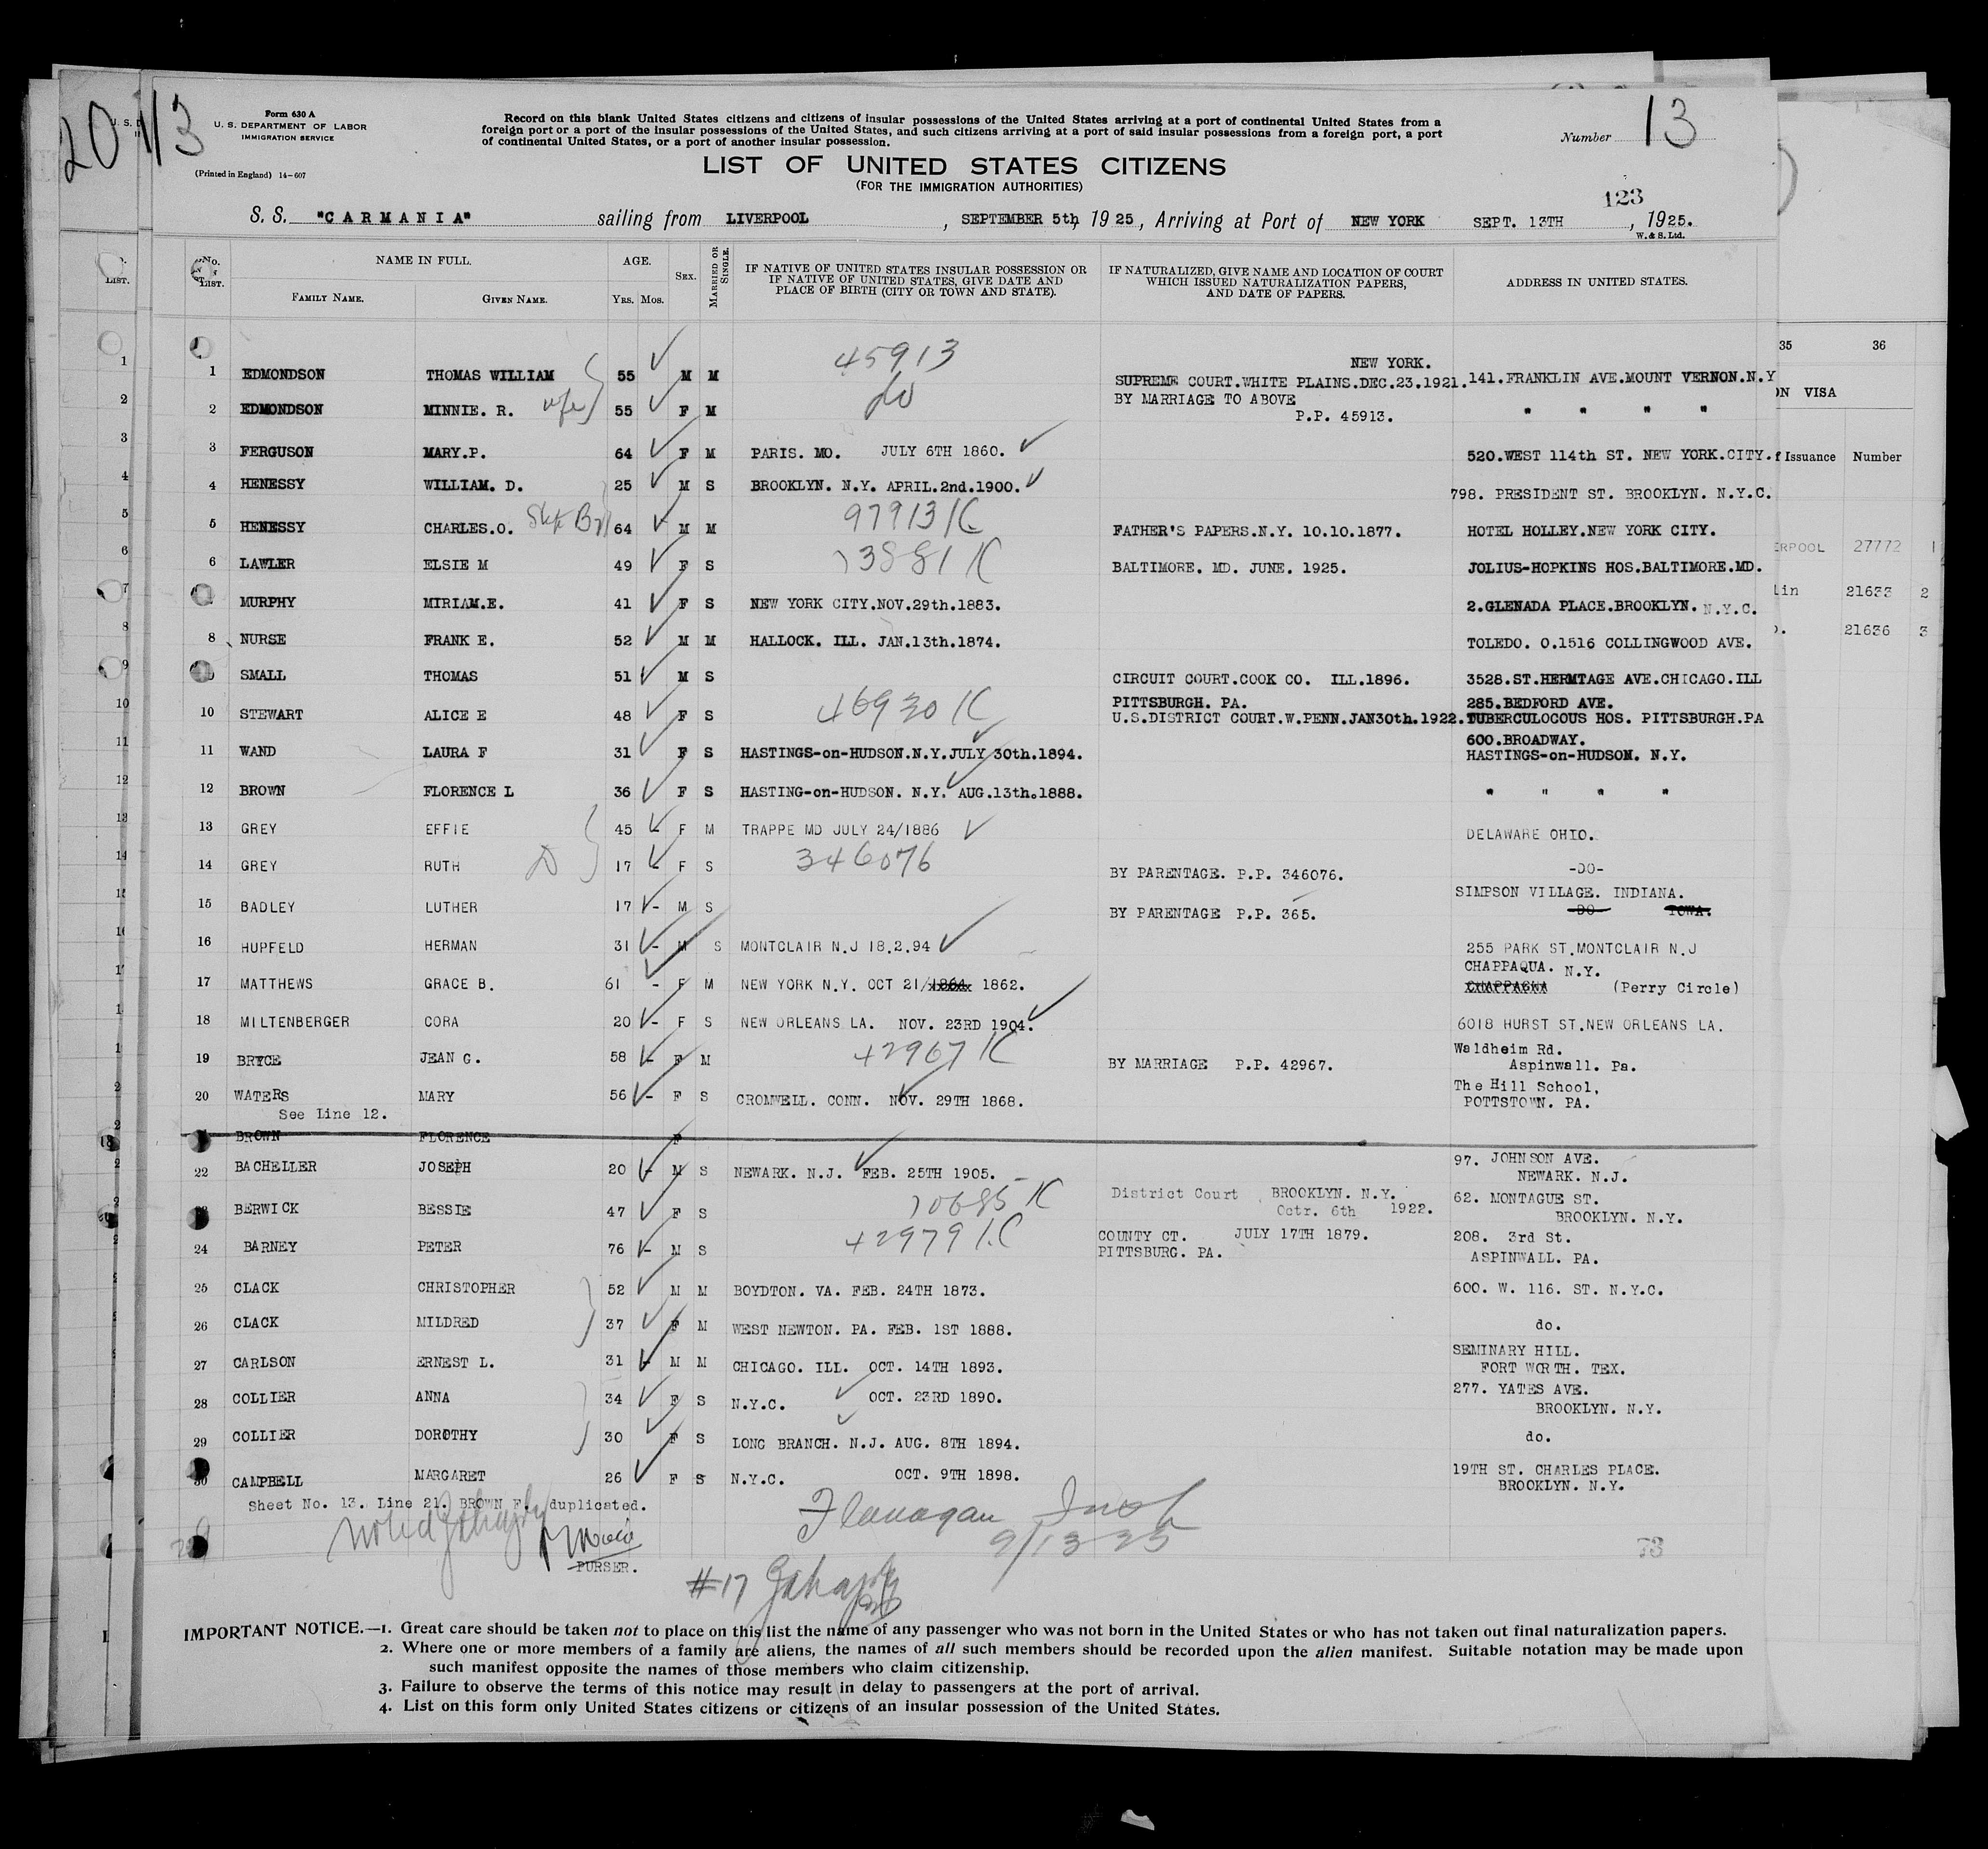 20
13
Form 630 A
U. S. DEPARTMENT OF LABOR
IMMIGRATION SERVICE
(Printed in England) 14-607
Record on this blank United States citizens and citizens of insular possessions of the United States arriving at a port of continental United States from a
foreign port or a port of the insular possessions of the United States, and such citizens arriving at a port of said insular possessions from a foreign port, a port
of continental United States, or a port of another insular possession.
Number 13
LIST OF UNITED STATES CITIZENS
(FOR THE IMMIGRATION AUTHORITIES)
123
S. S. "CARMANIA" sailing from LIVERPOOL , SEPTEMBER 5th, 1925, Arriving at Port of NEW YORK SEPT. 13TH , 1925.
W. & S. Ltd.
No. LIST. NAME IN FULL. AGE. SEX. MARRIED OR SINGLE. IF NATIVE OF UNITED STATES INSULAR POSSESSION OR IF NATIVE OF UNITED STATES, GIVE DATE AND PLACE OF BIRTH (CITY OR TOWN AND STATE). IF NATURALIZED, GIVE NAME AND LOCATION OF COURT WHICH ISSUED NATURALIZATION PAPERS, AND DATE OF PAPERS. ADDRESS IN UNITED STATES.
FAMILY NAME. GIVEN NAME. YRS. MOS.
45913 NEW YORK.
1 EDMONDSON THOMAS WILLIAM 55 M M SUPREME COURT.WHITE PLAINS.DEC.23.1921. 141.FRANKLIN AVE.MOUNT VERNON.N.Y
2 EDMONDSON MINNIE. R. wife 55 F M do BY MARRIAGE TO ABOVE " " " "
P.P. 45913.
3 FERGUSON MARY.P. 64 F M PARIS. MO. JULY 6TH 1860. 520.WEST 114th ST. NEW YORK.CITY.
4 HENESSY WILLIAM. D. 25 M S BROOKLYN. N.Y. APRIL.2nd.1900. 798. PRESIDENT ST. BROOKLYN. N.Y.C.
5 HENESSY CHARLES.O. 64 M M 97913 K FATHER'S PAPERS.N.Y. 10.10.1877. HOTEL HOLLEY.NEW YORK CITY.
6 LAWLER ELSIE M 49 F S 73881 K BALTIMORE. MD. JUNE. 1925. JOLIUS-HOPKINS HOS.BALTIMORE.MD.
MURPHY MIRIAM.E. 41 F S NEW YORK CITY.NOV.29th.1883. 2.GLENADA PLACE.BROOKLYN. N.Y.C.
8 NURSE FRANK E. 52 M M HALLOCK. ILL. JAN.13th.1874. TOLEDO. O.1516 COLLINGWOOD AVE.
SMALL THOMAS 51 M S CIRCUIT COURT.COOK CO. ILL.1896. 3528.ST.HERMTAGE AVE.CHICAGO.ILL
PITTSBURGH. PA. 285.BEDFORD AVE.
10 STEWART ALICE E 48 F S 46930 K U.S.DISTRICT COURT.W.PENN.JAN30th.1922. TUBERCULOCOUS HOS. PITTSBURGH.PA
600.BROADWAY.
11 WAND LAURA F 31 F S HASTINGS-on-HUDSON.N.Y.JULY 30th.1894. HASTINGS-on-HUDSON. N.Y.
12 BROWN FLORENCE L 36 F S HASTING-on-HUDSON. N.Y. AUG.13th.1888. " " " "
13 GREY EFFIE 45 - F M TRAPPE MD JULY 24/1886 DELAWARE OHIO.
14 GREY RUTH D 17 - F S 346076 BY PARENTAGE. P.P. 346076. -DO-
SIMPSON VILLAGE. INDIANA.
15 BADLEY LUTHER 17 - M S BY PARENTAGE P.P. 365. -DO- IOWA.
16 HUPFELD HERMAN 31 - M S MONTCLAIR N.J 18.2.94 255 PARK ST.MONTCLAIR N.J
CHAPPAQUA. N.Y.
17 MATTHEWS GRACE B. 61 - F M NEW YORK N.Y. OCT 21/1864. 1862. CHAPPAGWA (Perry Circle)
18 MILTENBERGER CORA 20 - F S NEW ORLEANS LA. NOV. 23RD 1904. 6018 HURST ST.NEW ORLEANS LA.
19 BRYCE JEAN G. 58 - F M 42967 K BY MARRIAGE P.P. 42967. Waldheim Rd.
Aspinwall. Pa.
20 WATERS MARY 56 - F S CROMWELL. CONN. NOV. 29TH 1868. The Hill School,
POTTSTOWN. PA.
See Line 12.
BROWN FLORENCE F
22 BACHELLER JOSEPH 20 - M S NEWARK. N.J. FEB. 25TH 1905. 97. JOHNSON AVE.
NEWARK. N.J.
BERWICK BESSIE 47 F S 70685 K District Court BROOKLYN. N.Y. 62. MONTAGUE ST.
Octr. 6th 1922. BROOKLYN. N.Y.
24 BARNEY PETER 76 - M S 42979 K COUNTY CT. JULY 17TH 1879. 208. 3rd St.
PITTSBURG. PA. ASPINWALL. PA.
25 CLACK CHRISTOPHER 52 M M BOYDTON. VA. FEB. 24TH 1873. 600. W. 116. ST. N.Y.C.
26 CLACK MILDRED 37 F M WEST NEWTON. PA. FEB. 1ST 1888. do.
27 CARLSON ERNEST L. 31 - M M CHICAGO. ILL. OCT. 14TH 1893. SEMINARY HILL.
FORT WORTH. TEX.
28 COLLIER ANNA 34 F S N.Y.C. OCT. 23RD 1890. 277. YATES AVE.
BROOKLYN. N.Y.
29 COLLIER DOROTHY 30 F S LONG BRANCH. N.J. AUG. 8TH 1894. do.
30 CAMPBELL MARGARET 26 F S N.Y.C. OCT. 9TH 1898. 19TH ST. CHARLES PLACE.
BROOKLYN. N.Y.
Sheet No. 13. Line 21. BROWN F. duplicated.
Noted
PURSER.
Flanagan Insp
9/13 25
73
#17
IMPORTANT NOTICE.—1. Great care should be taken not to place on this list the name of any passenger who was not born in the United States or who has not taken out final naturalization papers.
2. Where one or more members of a family are aliens, the names of all such members should be recorded upon the alien manifest. Suitable notation may be made upon
such manifest opposite the names of those members who claim citizenship.
3. Failure to observe the terms of this notice may result in delay to passengers at the port of arrival.
4. List on this form only United States citizens or citizens of an insular possession of the United States.
35 36
VISA
Issuance Number
27772 1
21633 2
21636 3